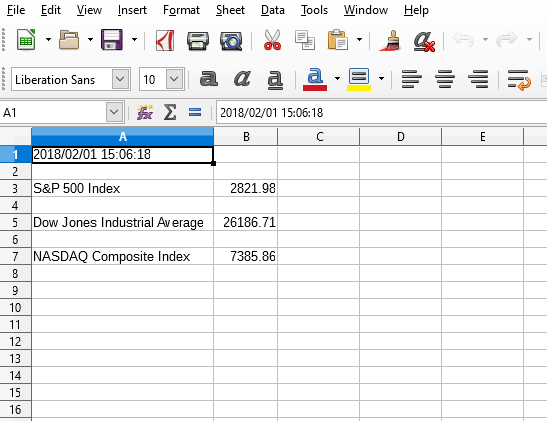 File Edit View Insert Format Sheet Data Tools Window Help
Liberation Sans 10 a a a a
A1 fx Σ = 2018/02/01 15:06:18
A B C D E
1 2018/02/01 15:06:18
2
3 S&P 500 Index 2821.98
4
5 Dow Jones Industrial Average 26186.71
6
7 NASDAQ Composite Index 7385.86
8
9
10
11
12
13
14
15
16